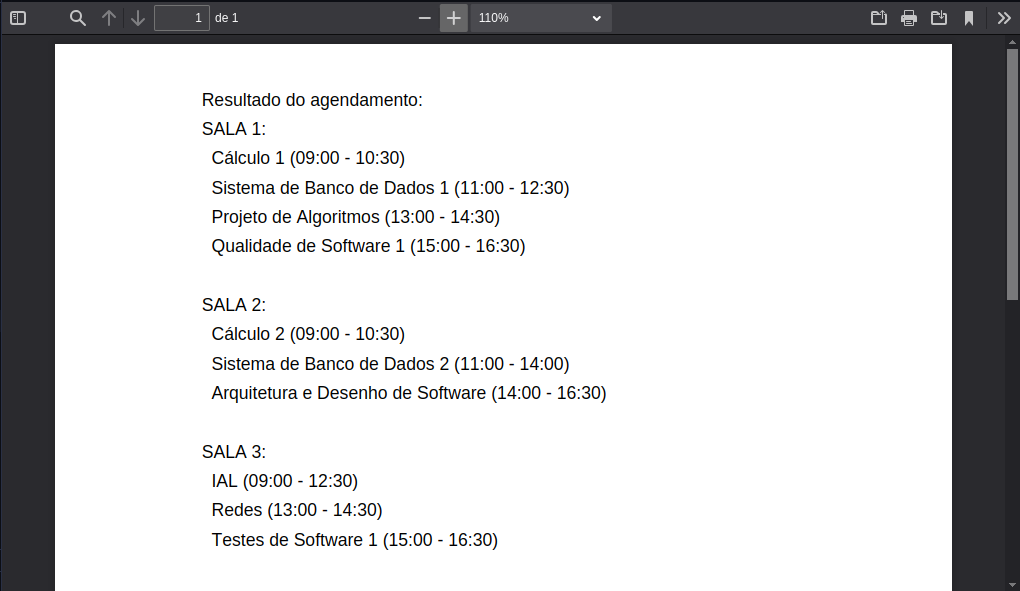 1 de 1
110%
Resultado do agendamento:
SALA 1:
Cálculo 1 (09:00 - 10:30)
Sistema de Banco de Dados 1 (11:00 - 12:30)
Projeto de Algoritmos (13:00 - 14:30)
Qualidade de Software 1 (15:00 - 16:30)
SALA 2:
Cálculo 2 (09:00 - 10:30)
Sistema de Banco de Dados 2 (11:00 - 14:00)
Arquitetura e Desenho de Software (14:00 - 16:30)
SALA 3:
IAL (09:00 - 12:30)
Redes (13:00 - 14:30)
Testes de Software 1 (15:00 - 16:30)